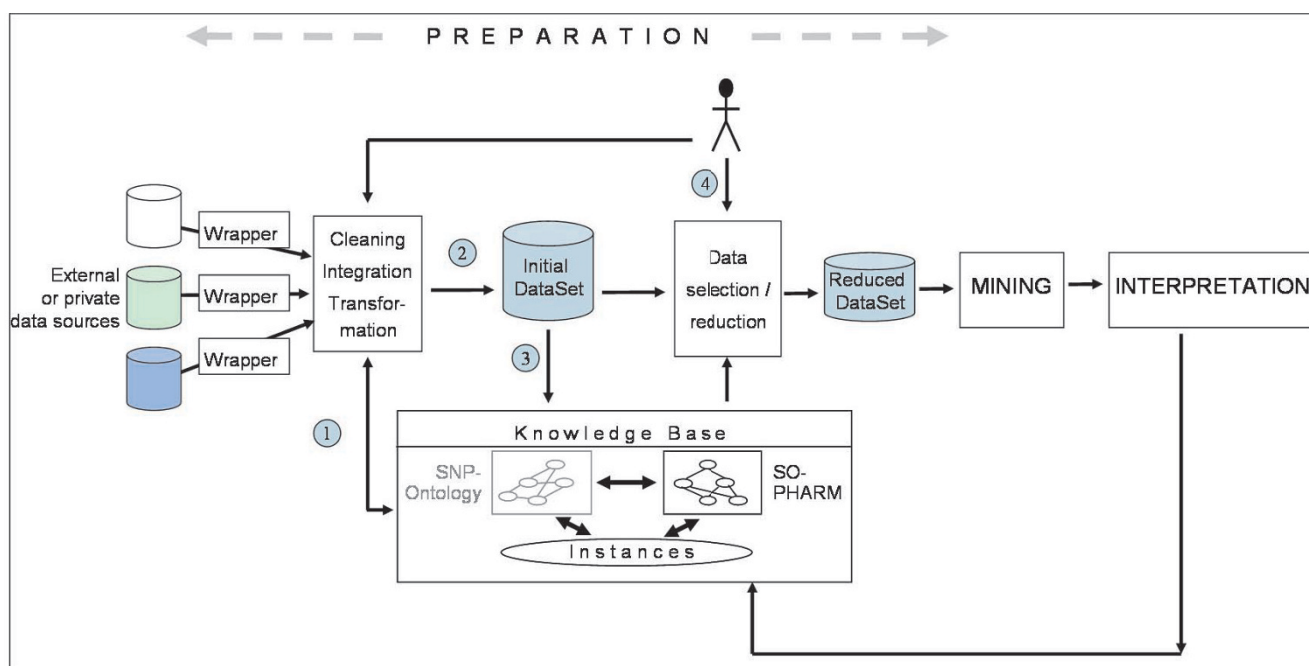 PREPARATION
4
Wrapper
Cleaning
Integration
Transfor-
mation
2
Initial
DataSet
Data
selection /
reduction
Reduced
DataSet
MINING
INTERPRETATION
External
or private
data sources
Wrapper
Wrapper
3
1
Knowledge Base
SNP-
Ontology
SO-
PHARM
Instances